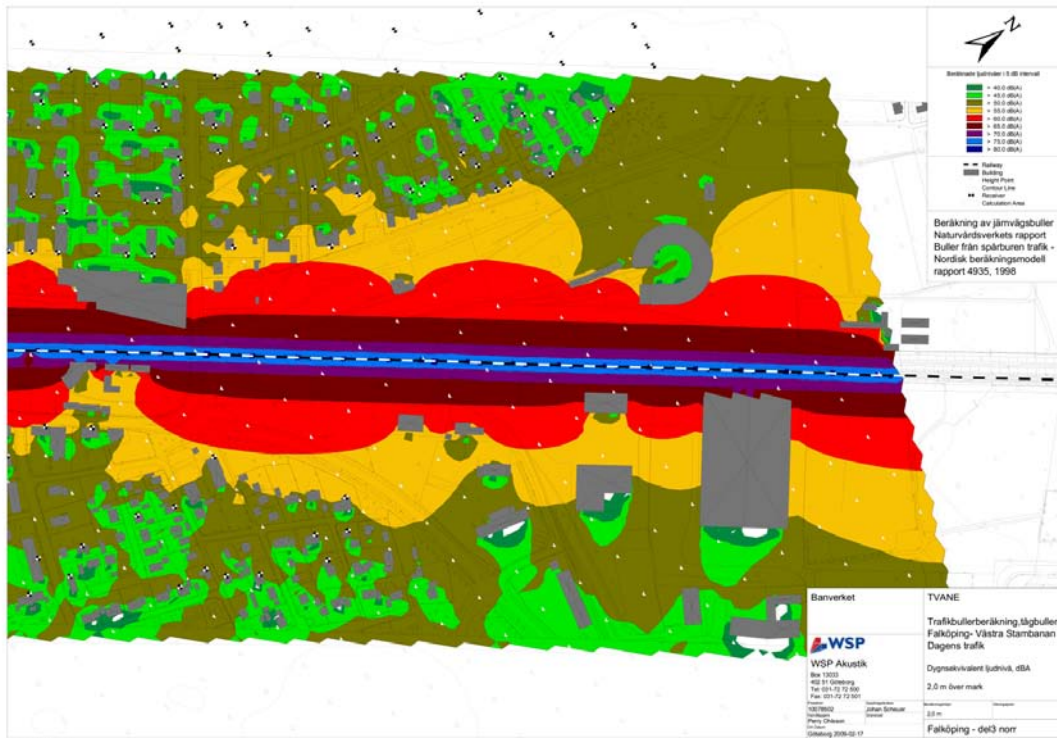 N
Beräknade ljudnivåer i 5 dB intervall
> 40.0 dB(A)
> 45.0 dB(A)
> 50.0 dB(A)
> 55.0 dB(A)
> 60.0 dB(A)
> 65.0 dB(A)
> 70.0 dB(A)
> 75.0 dB(A)
> 80.0 dB(A)
Railway
Building
Height Point
Contour Line
Receiver
Calculation Area
Beräkning av järnvägsbuller
Naturvårdsverkets rapport
Buller från spårburen trafik -
Nordisk beräkningsmodell
rapport 4935, 1998
Banverket
WSP
WSP Akustik
Box 13033
402 51 Göteborg
Tel: 031-72 72 500
Fax: 031-72 72 501
10078502
Johan Scheuer
Perry Ohlsson
Göteborg 2006-02-17
TVANE
Trafikbullerberäkning,tågbuller
Falköping- Västra Stambanan
Dagens trafik
Dygnsekvivalent ljudnivå, dBA
2,0 m över mark
2,0 m
Falköping - del3 norr